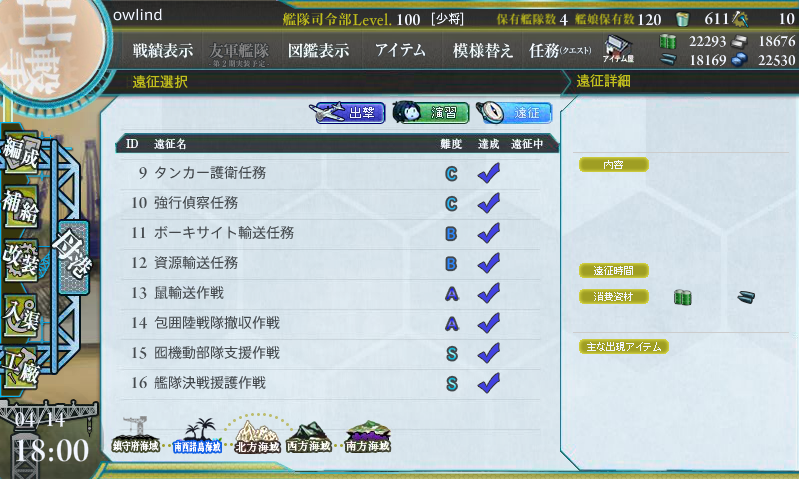 owlind 艦隊司令部Level. 100 [少将] 保有艦隊数 4 艦娘保有数 120 611 10
出撃
戦績表示 友軍艦隊 図鑑表示 アイテム 模様替え 任務(クエスト) アイテム屋 22293 18676
第2期実装予定 18169 22530
遠征選択 遠征詳細
出撃 演習 遠征
ID 遠征名 難度 達成 遠征中
9 タンカー護衛任務 C
10 強行偵察任務 C
11 ボーキサイト輸送任務 B
12 資源輸送任務 B
13 鼠輸送作戦 A
14 包囲陸戦隊撤収作戦 A
15 囮機動部隊支援作戦 S
16 艦隊決戦援護作戦 S
内容
遠征時間
消費資材
主な出現アイテム
編成
補給
改装
入渠
工廠
母港
鎮守府海域 南西諸島海域 北方海域 西方海域 南方海域
04/14
18:00